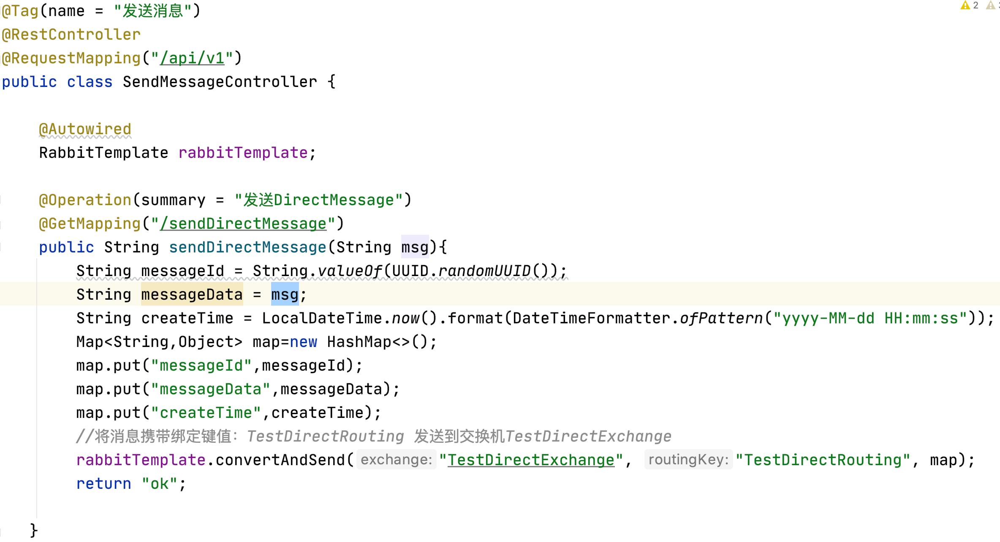 @Tag(name = "发送消息")
2
@RestController
@RequestMapping("/api/v1")
public class SendMessageController {
@Autowired
RabbitTemplate rabbitTemplate;
@Operation(summary = "发送DirectMessage")
@GetMapping("/sendDirectMessage")
public String sendDirectMessage(String msg){
String messageId = String.valueOf(UUID.randomUUID());
String messageData = msg;
String createTime = LocalDateTime.now().format(DateTimeFormatter.ofPattern("yyyy-MM-dd HH:mm:ss"));
Map<String,Object> map=new HashMap<>();
map.put("messageId",messageId);
map.put("messageData",messageData);
map.put("createTime",createTime);
//将消息携带绑定键值：TestDirectRouting 发送到交换机TestDirectExchange
rabbitTemplate.convertAndSend( exchange: "TestDirectExchange", routingKey: "TestDirectRouting", map);
return "ok";
}